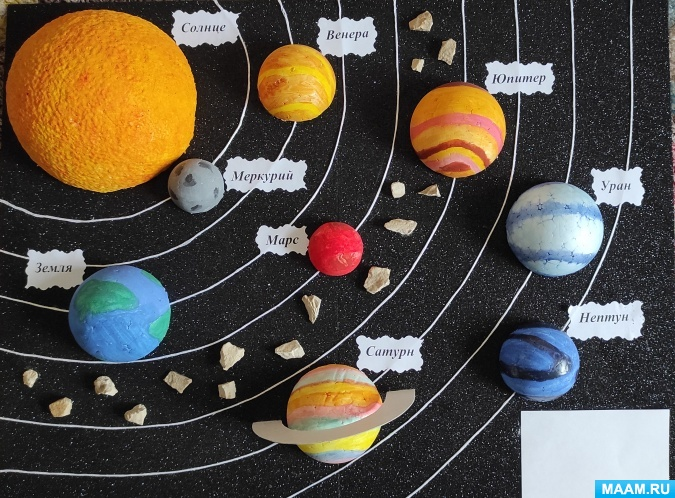 Солнце
Венера
Юпитер
Меркурий
Уран
Марс
Земля
Нептун
Сатурн
MAAM.RU